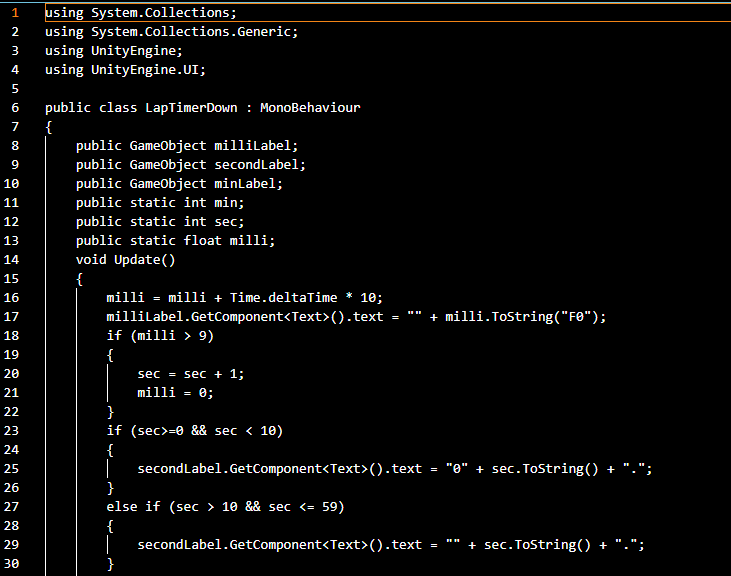 1 using System.Collections;
2 using System.Collections.Generic;
3 using UnityEngine;
4 using UnityEngine.UI;
5
6 public class LapTimerDown : MonoBehaviour
7 {
8     public GameObject milliLabel;
9     public GameObject secondLabel;
10     public GameObject minLabel;
11     public static int min;
12     public static int sec;
13     public static float milli;
14     void Update()
15     {
16         milli = milli + Time.deltaTime * 10;
17         milliLabel.GetComponent<Text>().text = "" + milli.ToString("F0");
18         if (milli > 9)
19         {
20             sec = sec + 1;
21             milli = 0;
22         }
23         if (sec>=0 && sec < 10)
24         {
25             secondLabel.GetComponent<Text>().text = "0" + sec.ToString() + ".";
26         }
27         else if (sec > 10 && sec <= 59)
28         {
29             secondLabel.GetComponent<Text>().text = "" + sec.ToString() + ".";
30         }